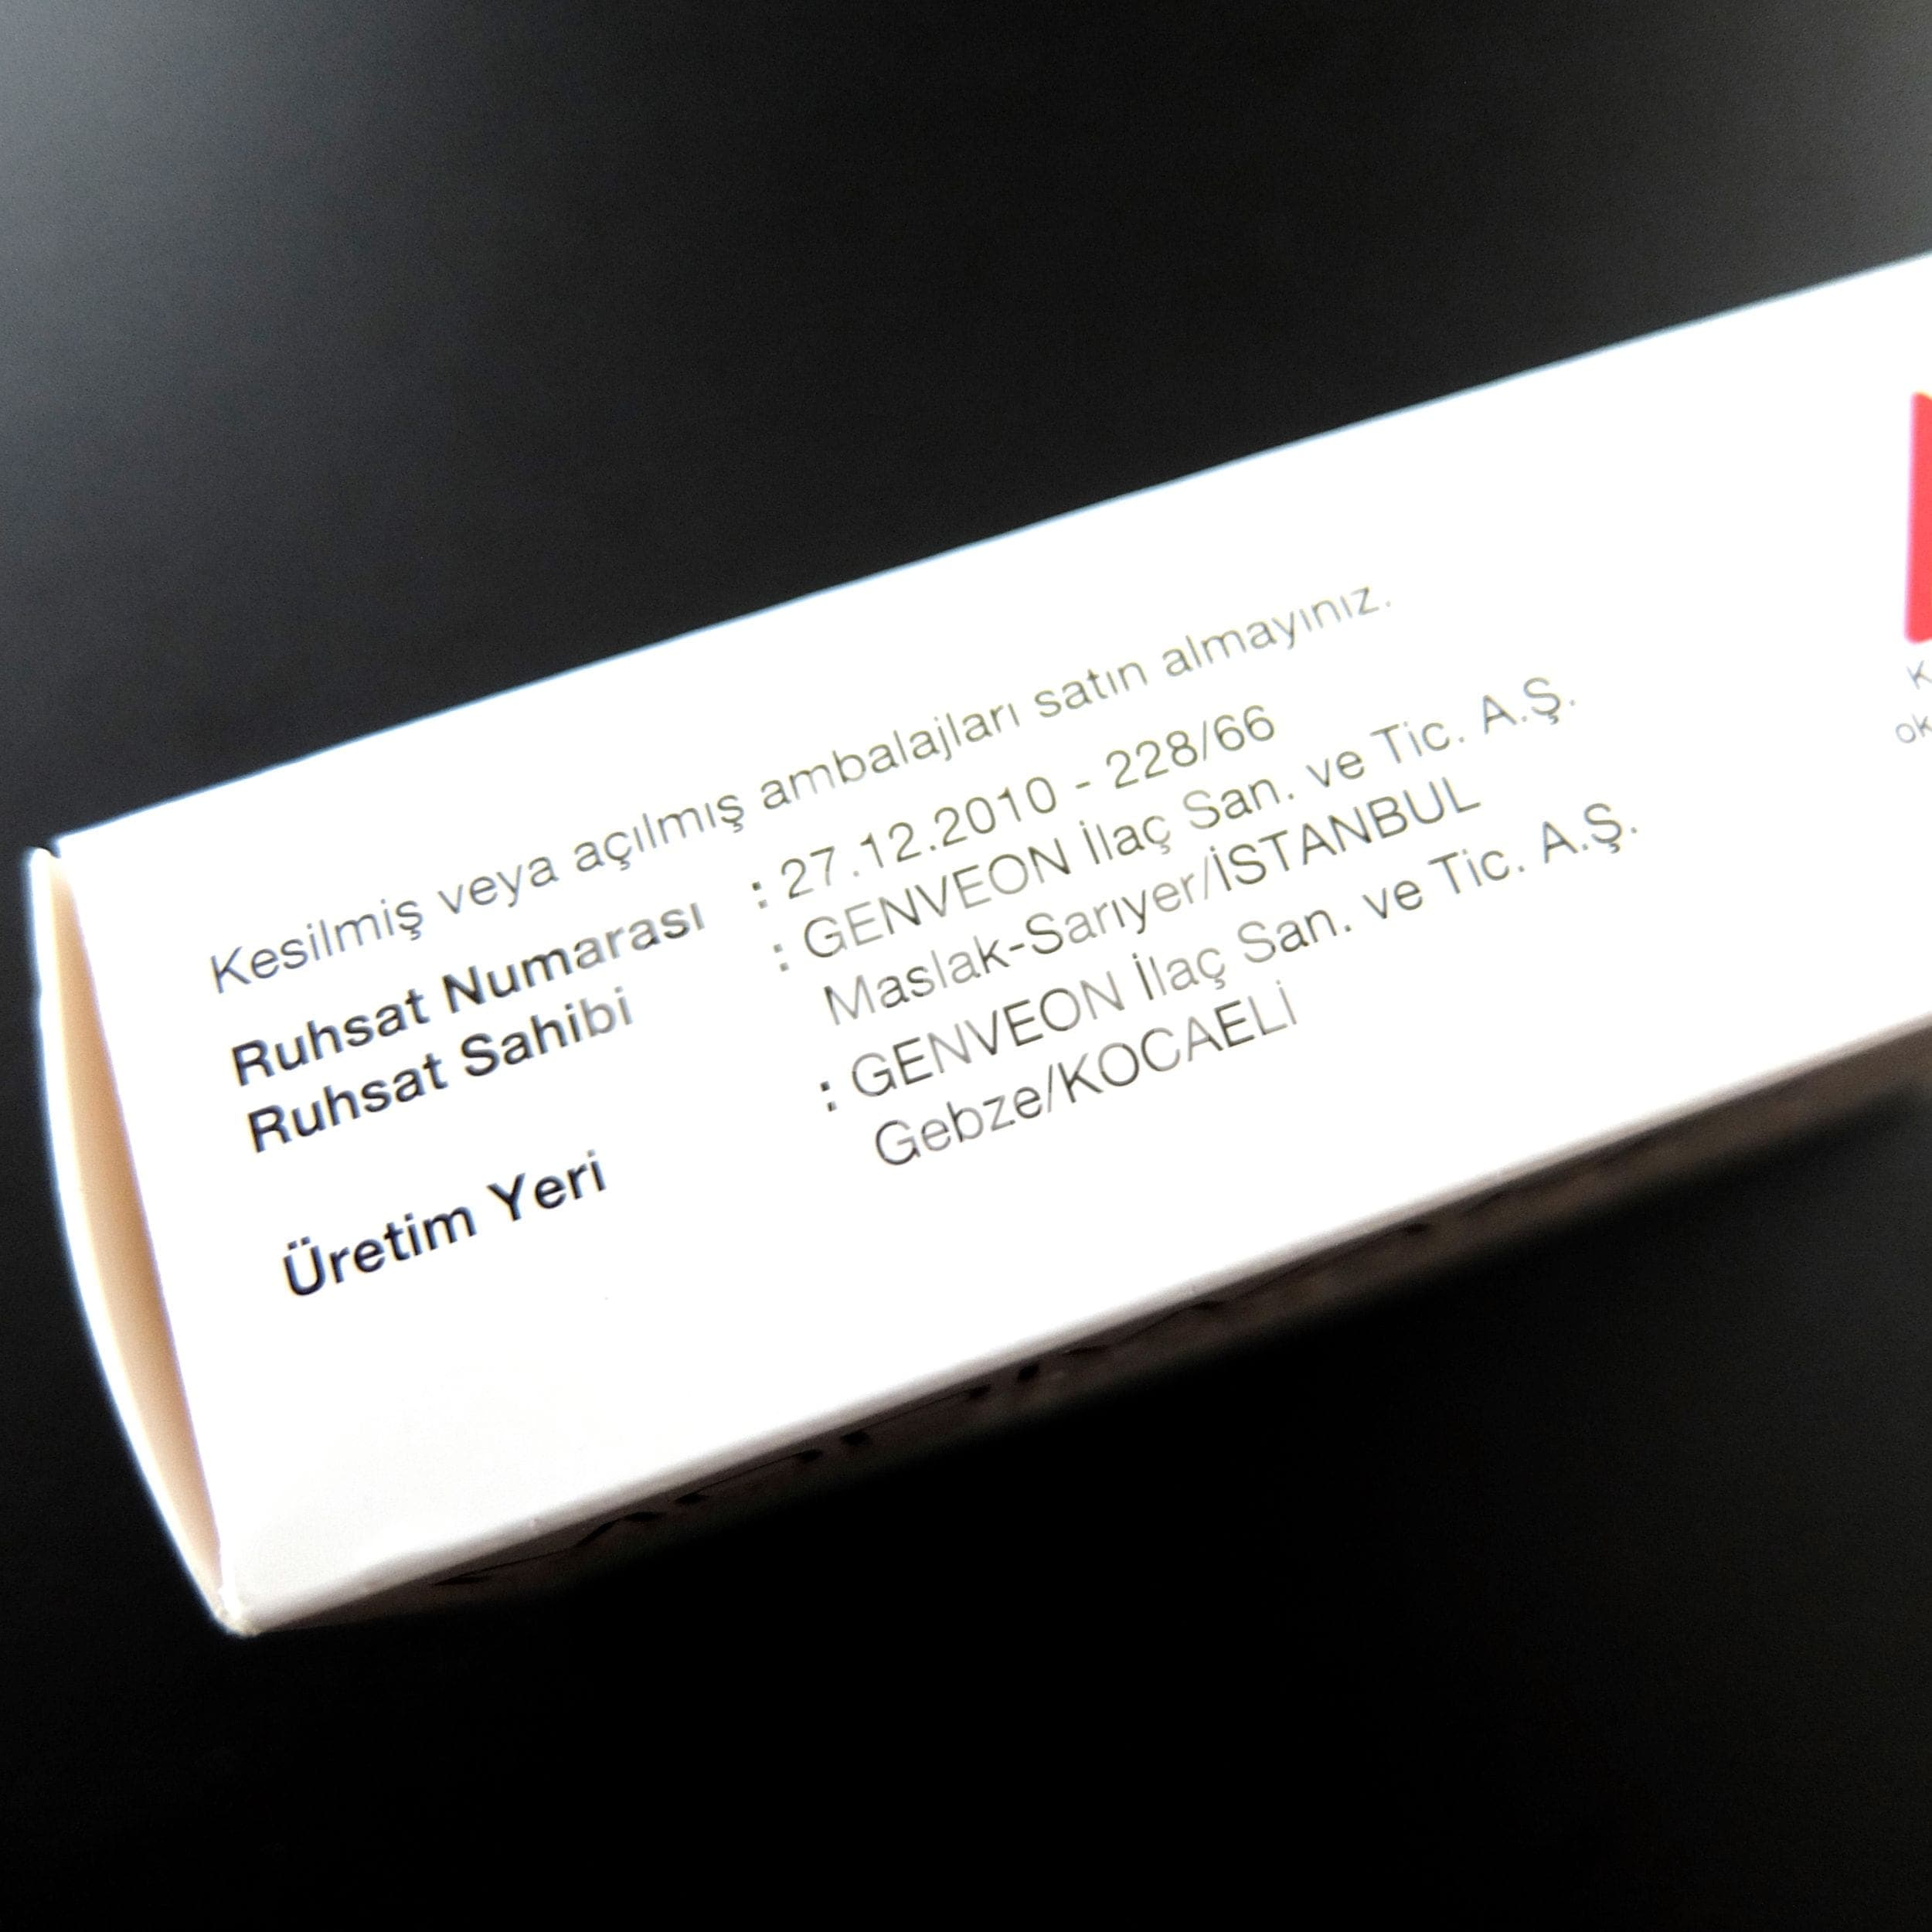 Kesilmiş veya açılmış ambalajları satın almayınız.
Ruhsat Numarası : 27.12.2010 - 228/66
Ruhsat Sahibi : GENVEON İlaç San. ve Tic. A.Ş.
Maslak-Sarıyer/İSTANBUL
Üretim Yeri : GENVEON İlaç San. ve Tic. A.Ş.
Gebze/KOCAELİ